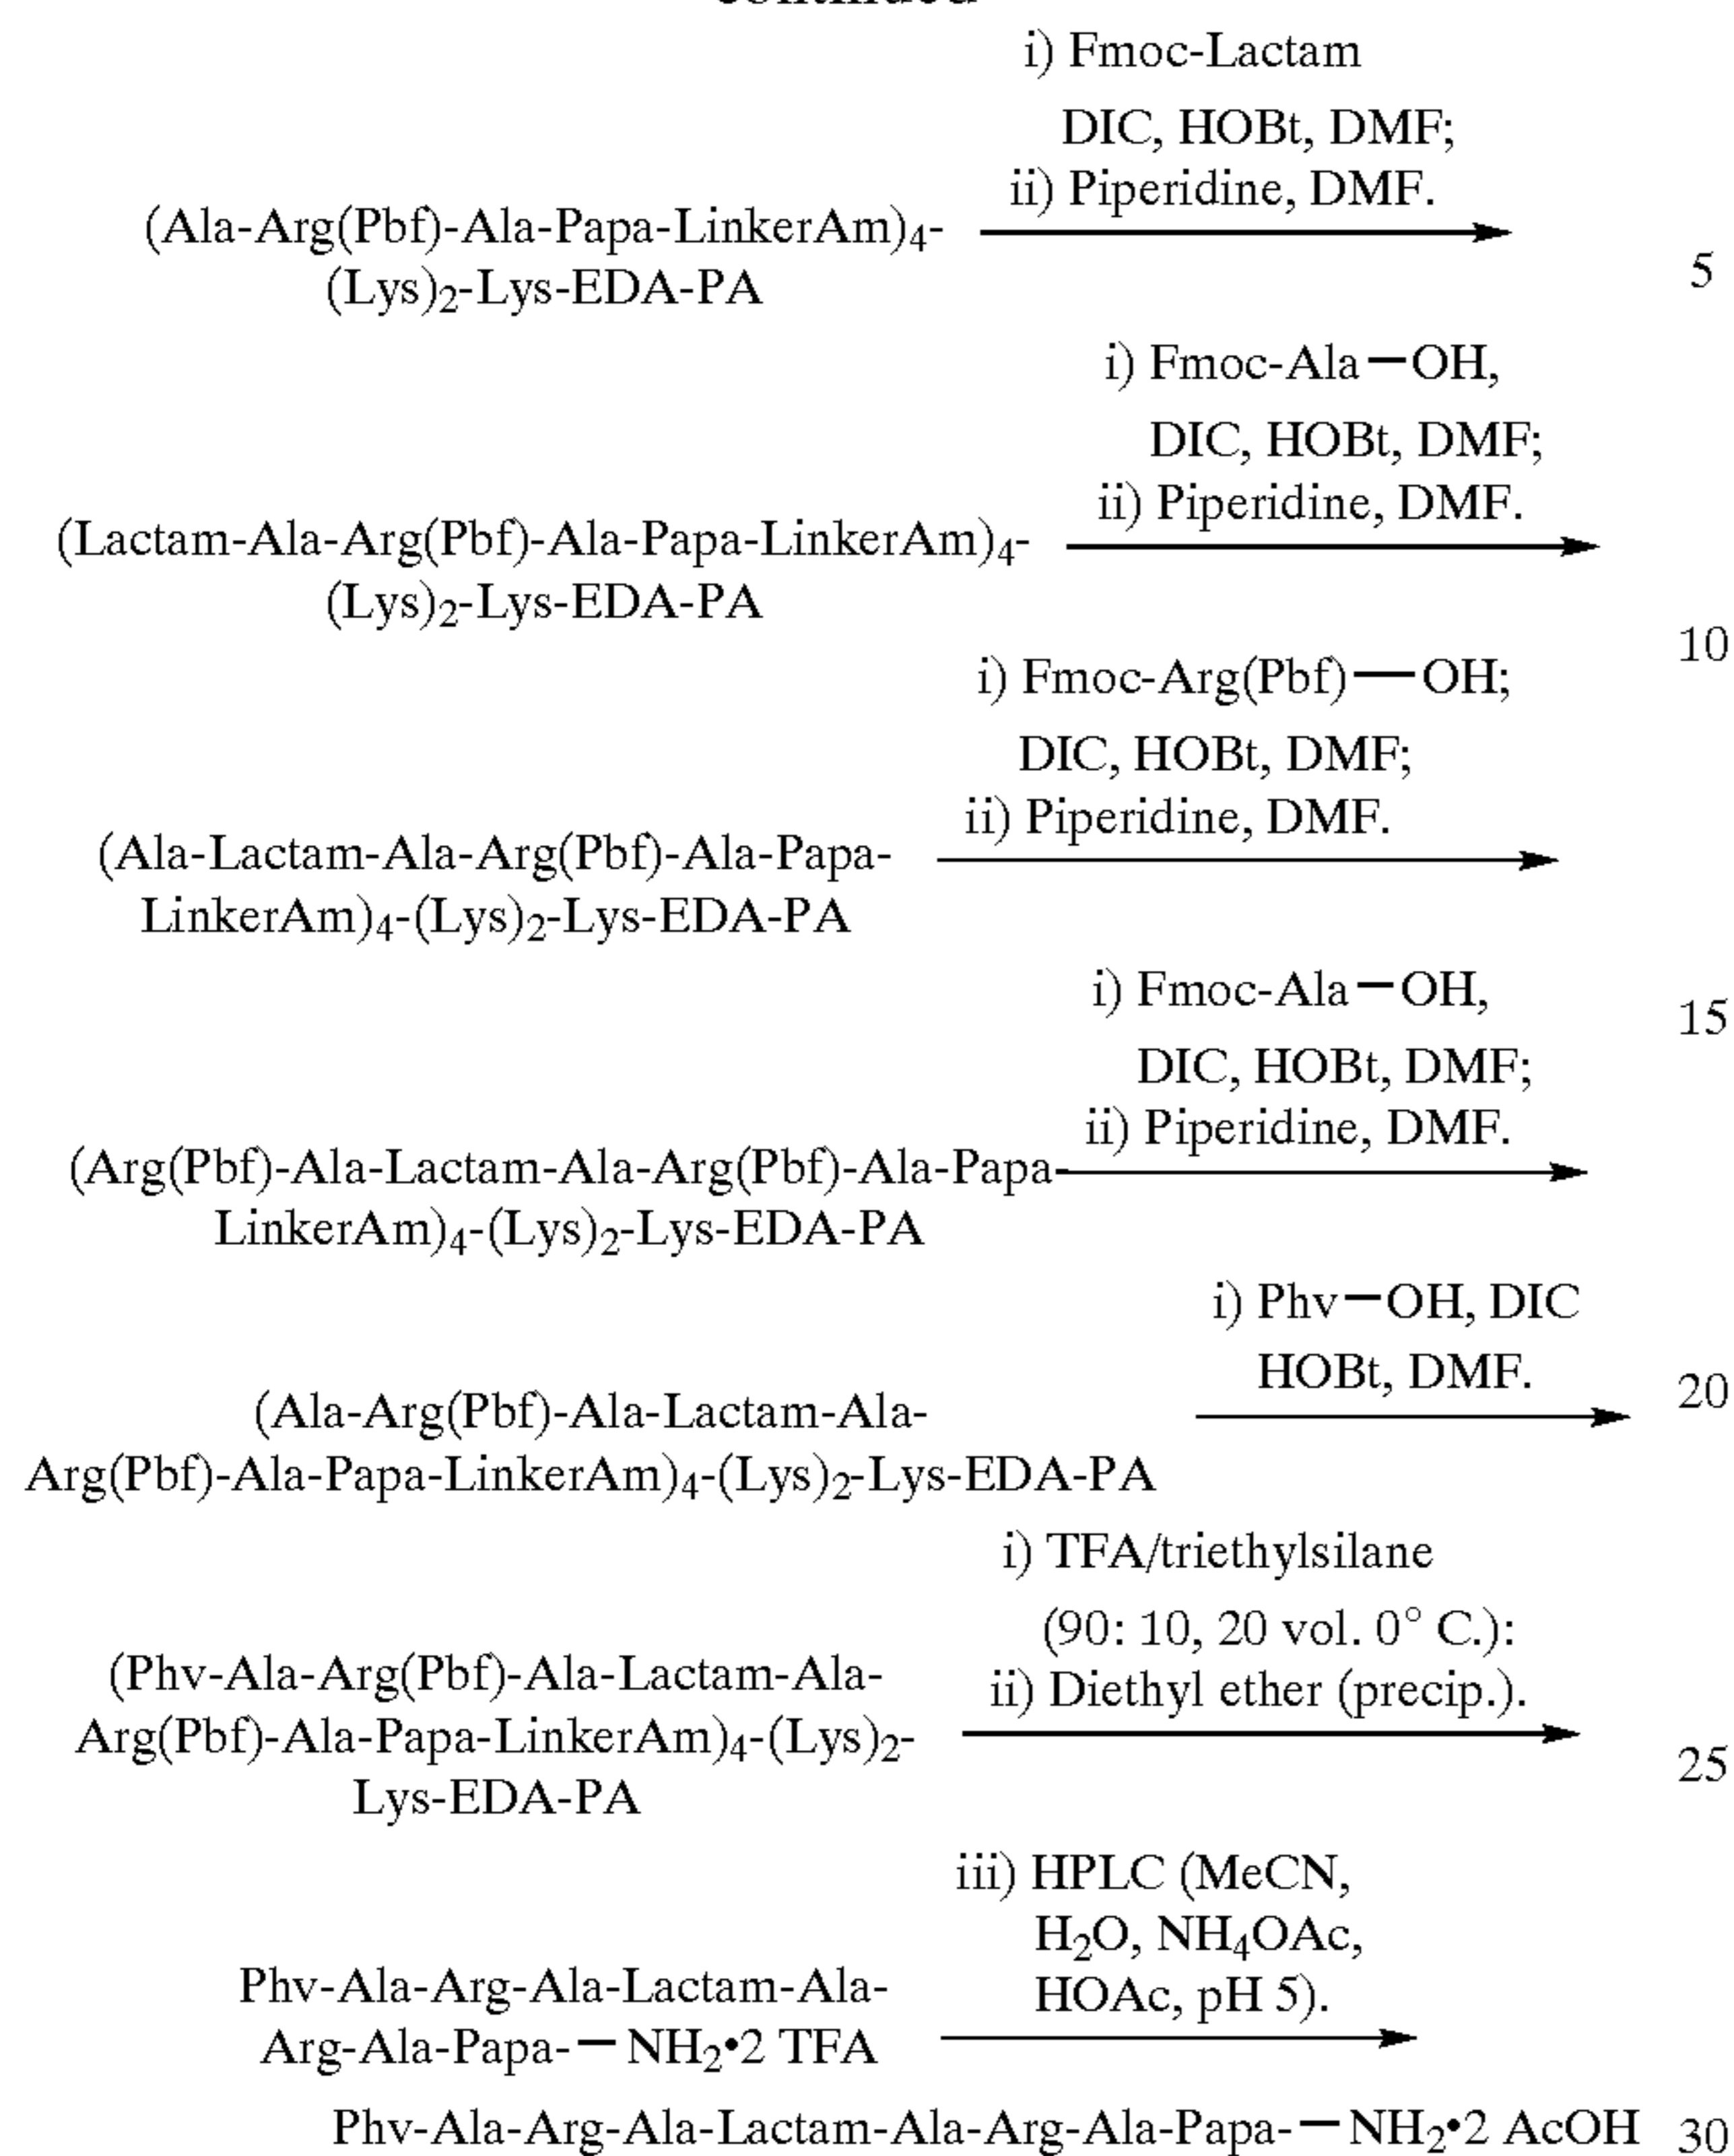 continued
i) Fmoc-Lactam
DIC, HOBt, DMF;
ii) Piperidine, DMF.
(Ala-Arg(Pbf)-Ala-Papa-LinkerAm)4-
(Lys)2-Lys-EDA-PA
5
i) Fmoc-Ala—OH,
DIC, HOBt, DMF;
ii) Piperidine, DMF.
(Lactam-Ala-Arg(Pbf)-Ala-Papa-LinkerAm)4-
(Lys)2-Lys-EDA-PA
10
i) Fmoc-Arg(Pbf)—OH;
DIC, HOBt, DMF;
ii) Piperidine, DMF.
(Ala-Lactam-Ala-Arg(Pbf)-Ala-Papa-
LinkerAm)4-(Lys)2-Lys-EDA-PA
i) Fmoc-Ala—OH,
15
DIC, HOBt, DMF;
ii) Piperidine, DMF.
(Arg(Pbf)-Ala-Lactam-Ala-Arg(Pbf)-Ala-Papa-
LinkerAm)4-(Lys)2-Lys-EDA-PA
i) Phv—OH, DIC
HOBt, DMF.
20
(Ala-Arg(Pbf)-Ala-Lactam-Ala-
Arg(Pbf)-Ala-Papa-LinkerAm)4-(Lys)2-Lys-EDA-PA
i) TFA/triethylsilane
(90: 10, 20 vol. 0° C.):
ii) Diethyl ether (precip.).
(Phv-Ala-Arg(Pbf)-Ala-Lactam-Ala-
Arg(Pbf)-Ala-Papa-LinkerAm)4-(Lys)2-
Lys-EDA-PA
25
iii) HPLC (MeCN,
H2O, NH4OAc,
HOAc, pH 5).
Phv-Ala-Arg-Ala-Lactam-Ala-
Arg-Ala-Papa-—NH2•2 TFA
Phv-Ala-Arg-Ala-Lactam-Ala-Arg-Ala-Papa-—NH2•2 AcOH
30